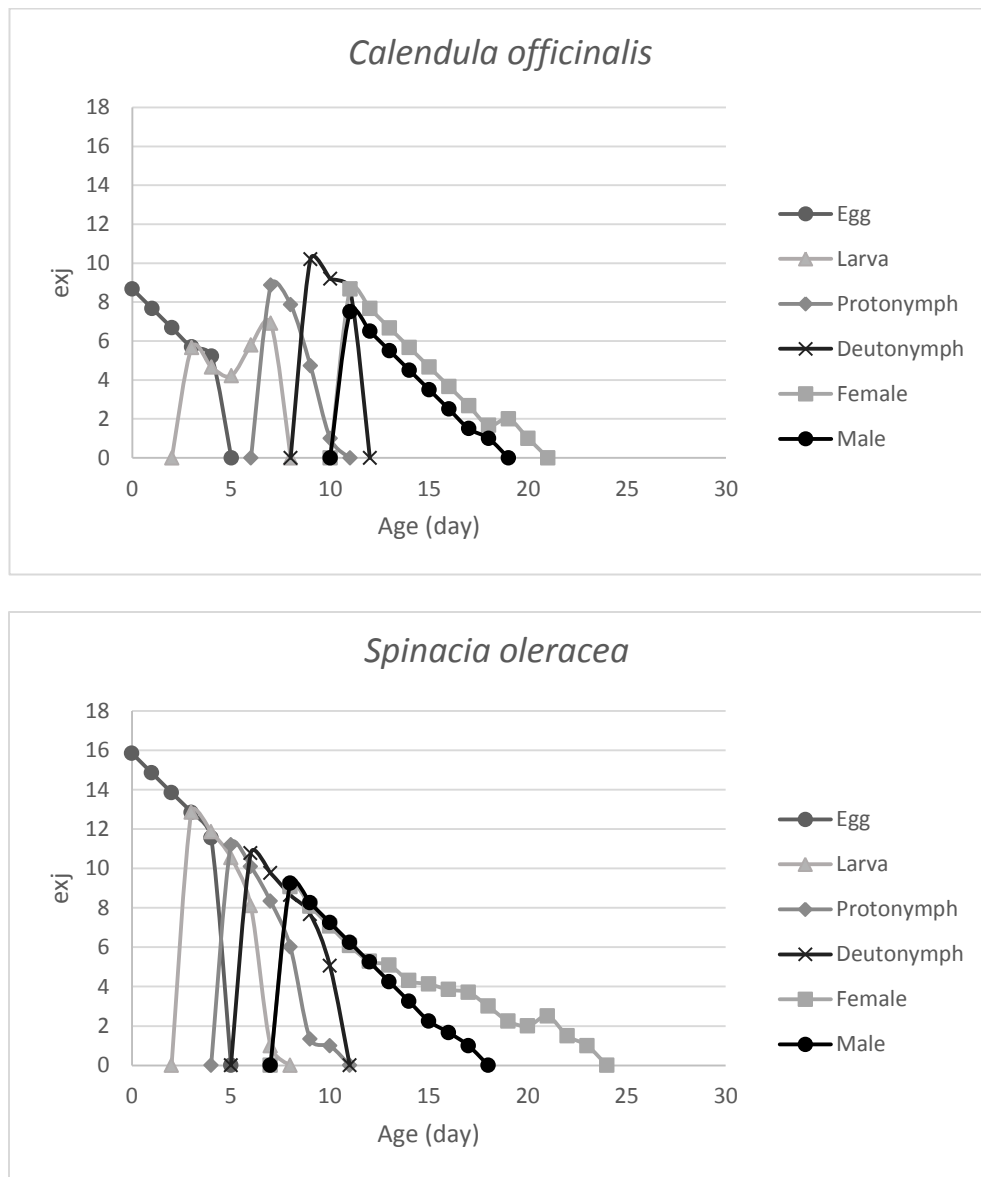 Calendula officinalis
18
16
14
12
10
8
6
4
2
0
exj
0 5 10 15 20 25 30
Age (day)
Egg
Larva
Protonymph
Deutonymph
Female
Male
Spinacia oleracea
18
16
14
12
10
8
6
4
2
0
exj
0 5 10 15 20 25 30
Age (day)
Egg
Larva
Protonymph
Deutonymph
Female
Male